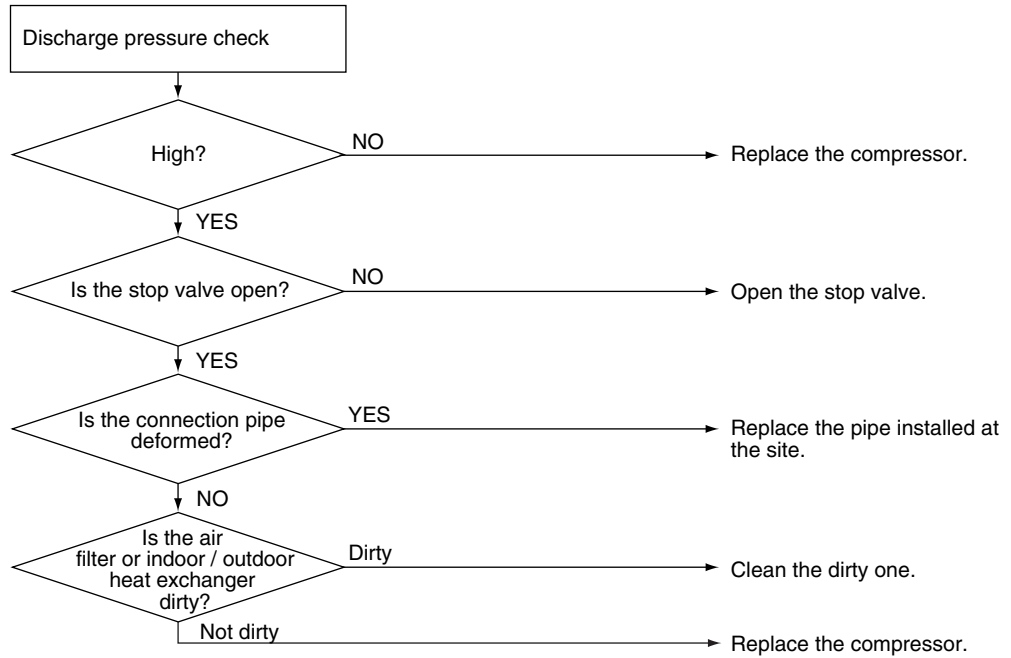 Discharge pressure check
High?
NO
Replace the compressor.
YES
Is the stop valve open?
NO
Open the stop valve.
YES
Is the connection pipe
deformed?
YES
Replace the pipe installed at
the site.
NO
Is the air
filter or indoor / outdoor
heat exchanger
dirty?
Dirty
Clean the dirty one.
Not dirty
Replace the compressor.